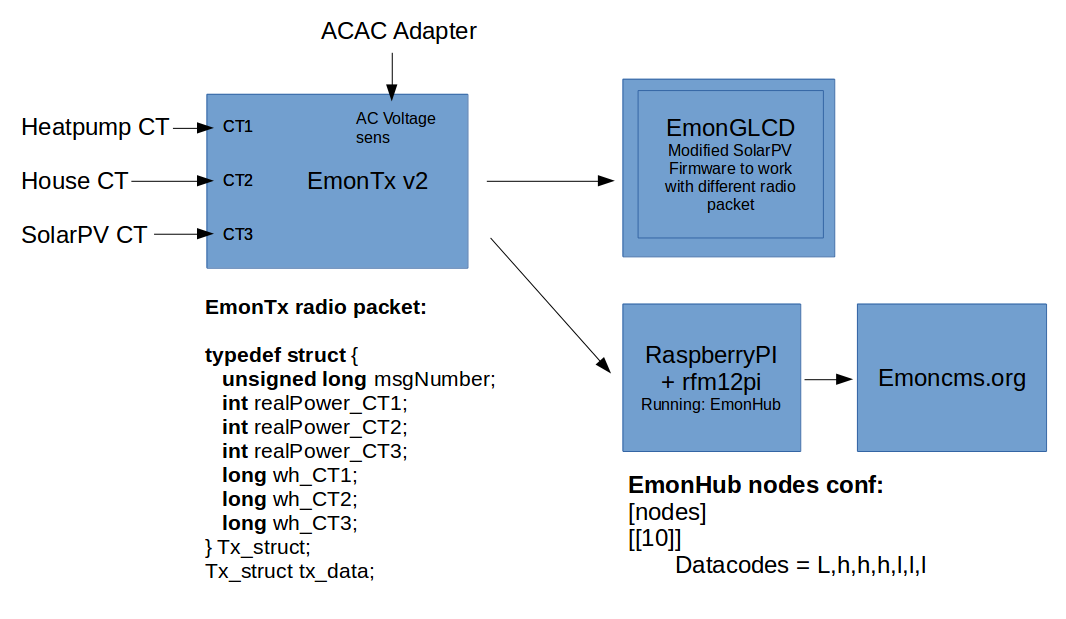 ACAC Adapter
Heatpump CT
House CT
SolarPV CT
CT1
CT2
CT3
AC Voltage
sens
EmonTx v2
EmonGLCD
Modified SolarPV
Firmware to work
with different radio
packet
EmonTx radio packet:
typedef struct {
unsigned long msgNumber;
int realPower_CT1;
int realPower_CT2;
int realPower_CT3;
long wh_CT1;
long wh_CT2;
long wh_CT3;
} Tx_struct;
Tx_struct tx_data;
RaspberryPI
+ rfm12pi
Running: EmonHub
Emoncms.org
EmonHub nodes conf:
[nodes]
[[10]]
Datacodes = L,h,h,h,l,l,l